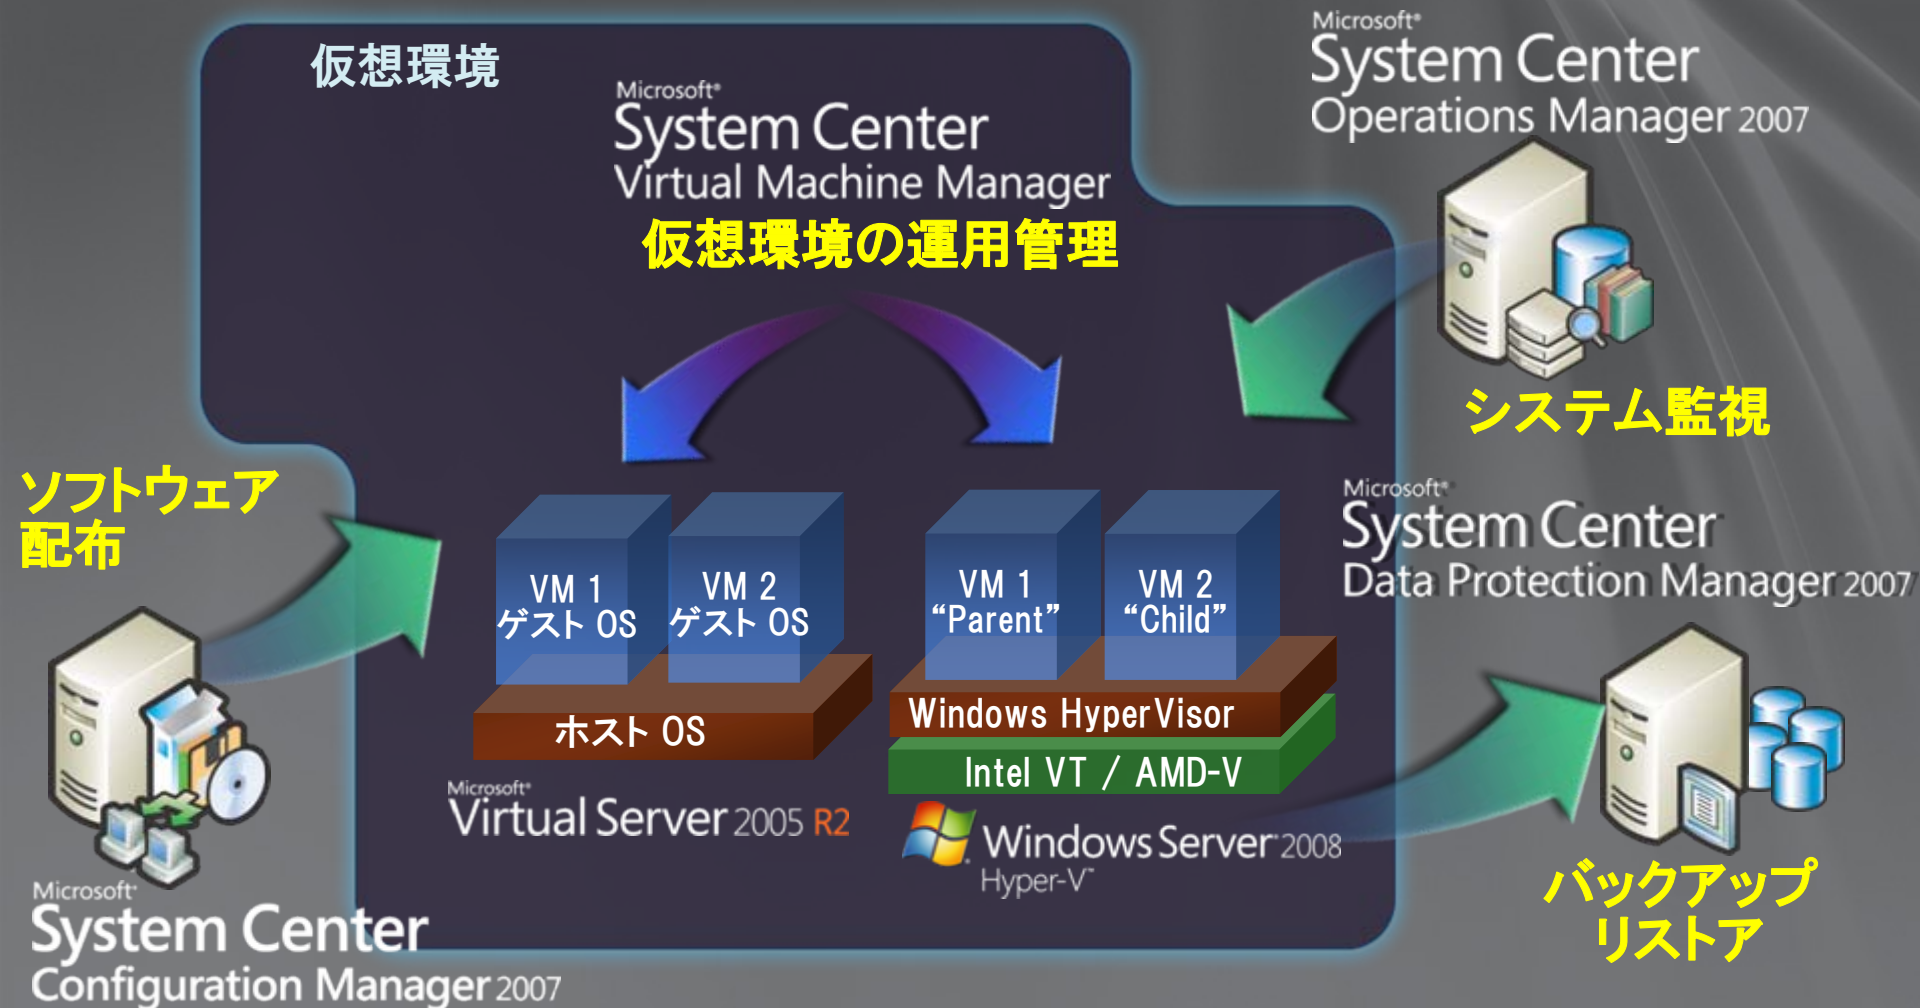 仮想環境
Microsoft®
System Center
Virtual Machine Manager
仮想環境の運用管理
Microsoft®
System Center
Operations Manager 2007
システム監視
ソフトウェア
配布
Microsoft®
System Center
Configuration Manager 2007
VM 1
ゲスト OS
VM 2
ゲスト OS
ホスト OS
Microsoft®
Virtual Server 2005 R2
VM 1
“Parent”
VM 2
“Child”
Windows HyperVisor
Intel VT / AMD-V
Windows Server® 2008
Hyper-V™
Microsoft®
System Center
Data Protection Manager 2007
バックアップ
リストア